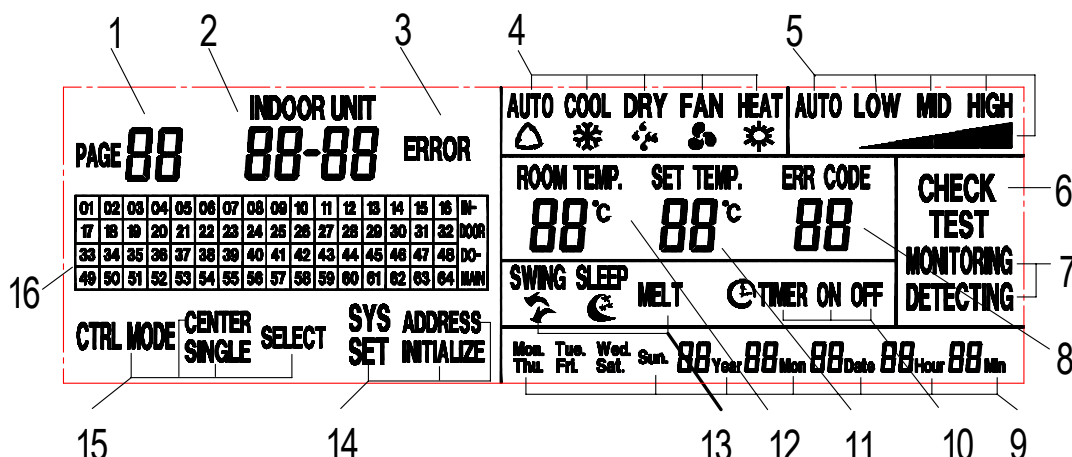 1 2 3 4 5
INDOOR UNIT
PAGE 88 88-88 ERROR
AUTO COOL DRY FAN HEAT
AUTO LOW MID HIGH
ROOM TEMP. SET TEMP. ERR CODE
88 °C 88 °C 88
CHECK 6
TEST
MONITORING 7
DETECTING
01 02 03 04 05 06 07 08 09 10 11 12 13 14 15 16 IN-
17 18 19 20 21 22 23 24 25 26 27 28 29 30 31 32 DOOR
33 34 35 36 37 38 39 40 41 42 43 44 45 46 47 48 DO-
49 50 51 52 53 54 55 56 57 58 59 60 61 62 63 64 MAIN
16
SWING SLEEP MELT TIMER ON OFF
CTRL MODE CENTER SELECT
SINGLE
SYS ADDRESS
SET INITIALIZE
8
Mon. Tue. Wed. Sun. 88 Year 88 Mon 88 Date 88 Hour 88 Min
Thu. Fri. Sat.
15 14 13 12 11 10 9